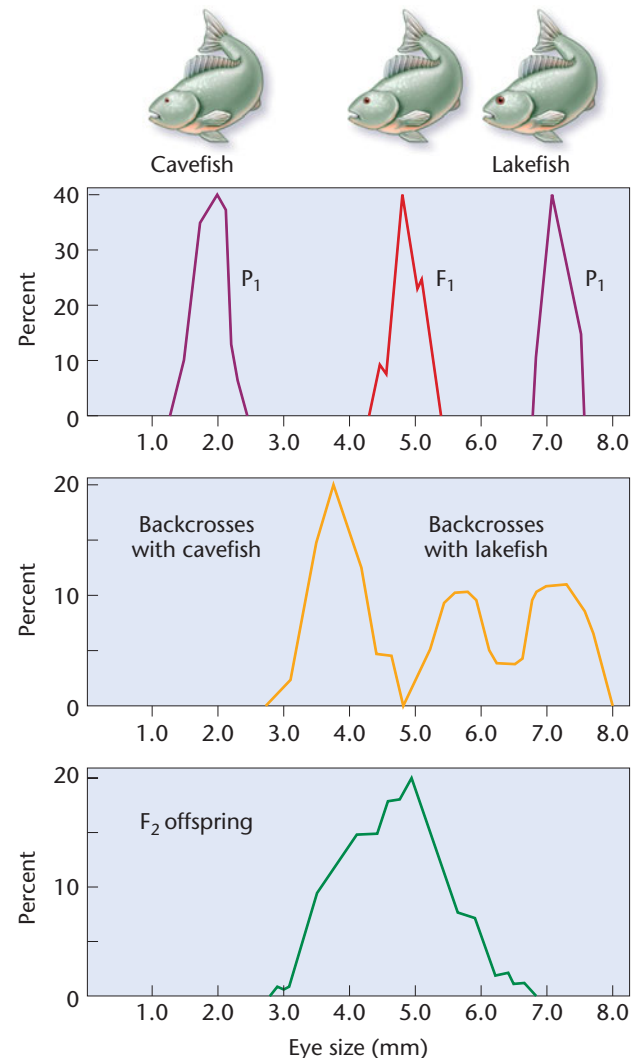 Cavefish
Lakefish
40
30
20
10
0
Percent
P1
F1
P1
1.0 2.0 3.0 4.0 5.0 6.0 7.0 8.0
20
10
0
Percent
Backcrosses
with cavefish
Backcrosses
with lakefish
1.0 2.0 3.0 4.0 5.0 6.0 7.0 8.0
20
10
0
Percent
F2 offspring
1.0 2.0 3.0 4.0 5.0 6.0 7.0 8.0
Eye size (mm)